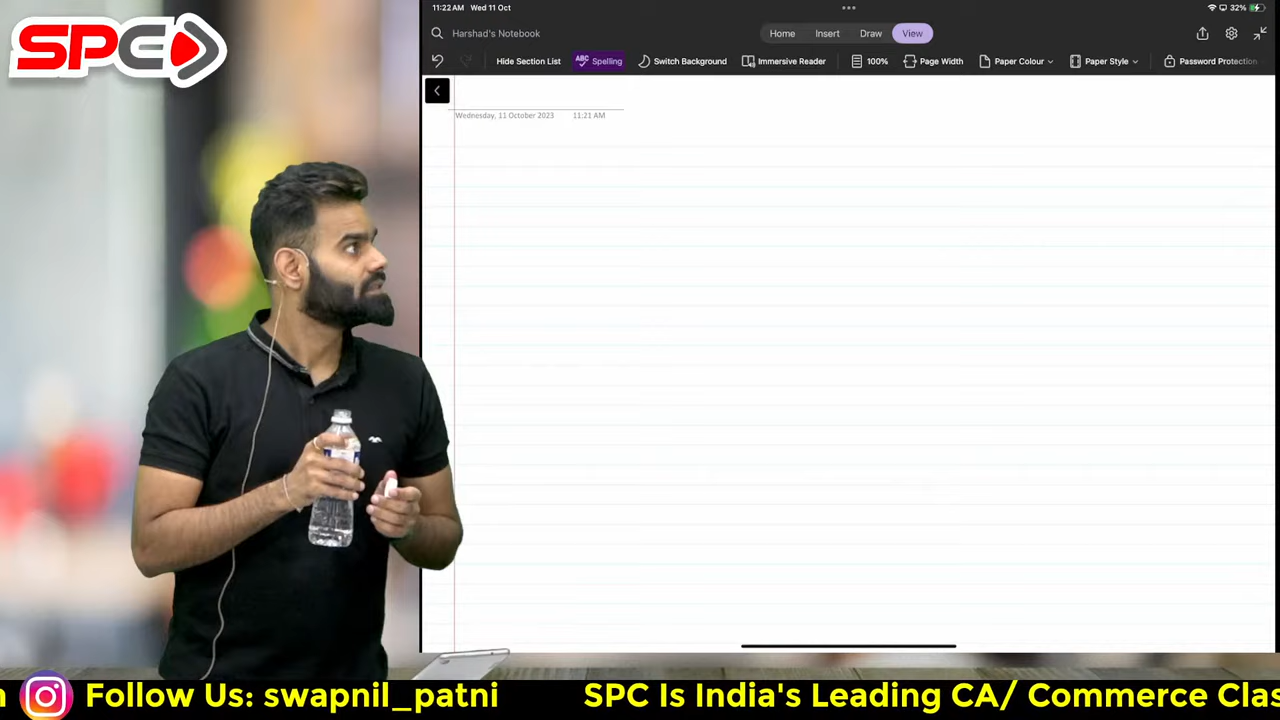 SPC
11:22 AM Wed 11 Oct
32%
Harshad's Notebook
Home Insert Draw View
Hide Section List
ABC Spelling
Switch Background
Immersive Reader
100%
Page Width
Paper Colour
Paper Style
Password Protection
Wednesday, 11 October 2023 11:21 AM
Follow Us: swapnil_patni SPC Is India's Leading CA/ Commerce Clas